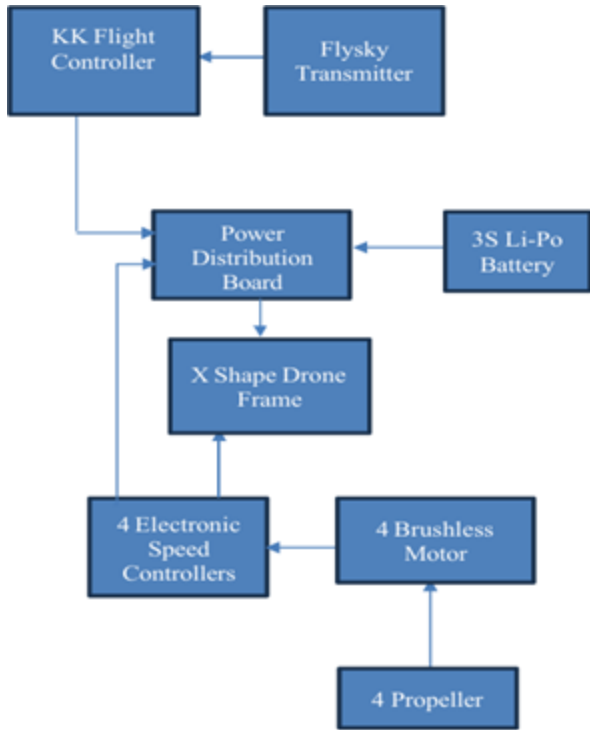 KK Flight
Controller
Flysky
Transmitter
Power
Distribution
Board
3S Li-Po
Battery
X Shape Drone
Frame
4 Electronic
Speed
Controllers
4 Brushless
Motor
4 Propeller